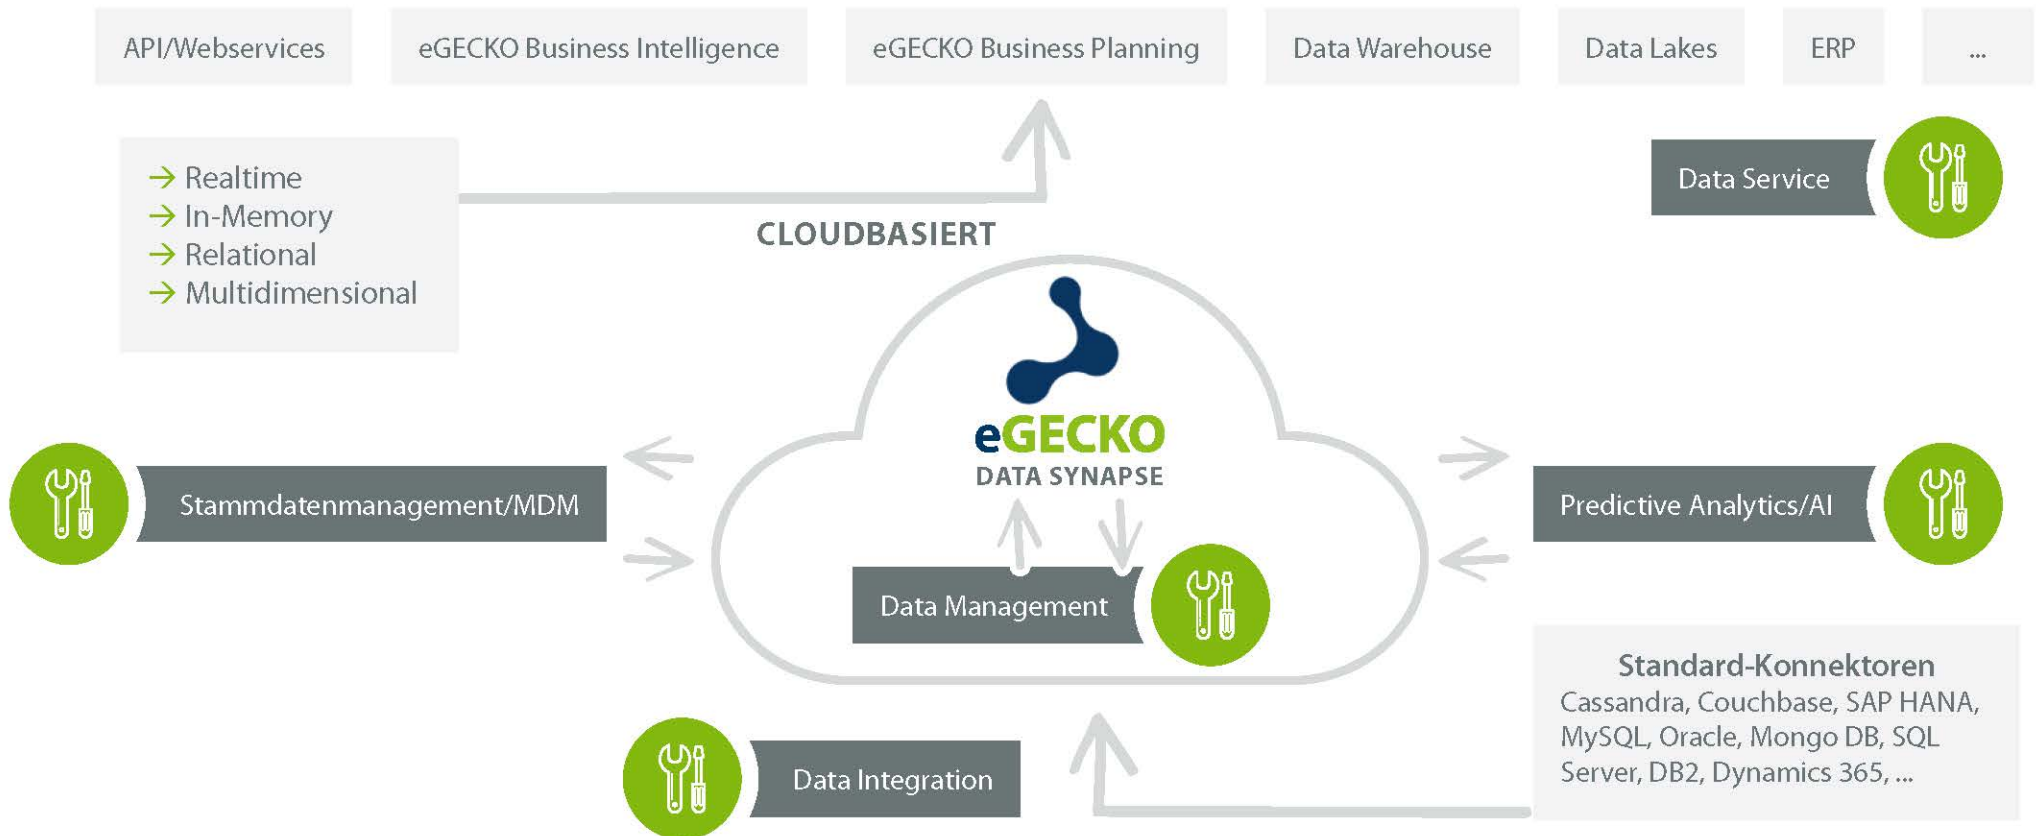 API/Webservices
eGECKO Business Intelligence
eGECKO Business Planning
Data Warehouse
Data Lakes
ERP
...
→ Realtime
→ In-Memory
→ Relational
→ Multidimensional
Data Service
CLOUDBASIERT
eGECKO
DATA SYNAPSE
Stammdatenmanagement/MDM
Predictive Analytics/AI
Data Management
Data Integration
Standard-Konnektoren
Cassandra, Couchbase, SAP HANA,
MySQL, Oracle, Mongo DB, SQL
Server, DB2, Dynamics 365, ...